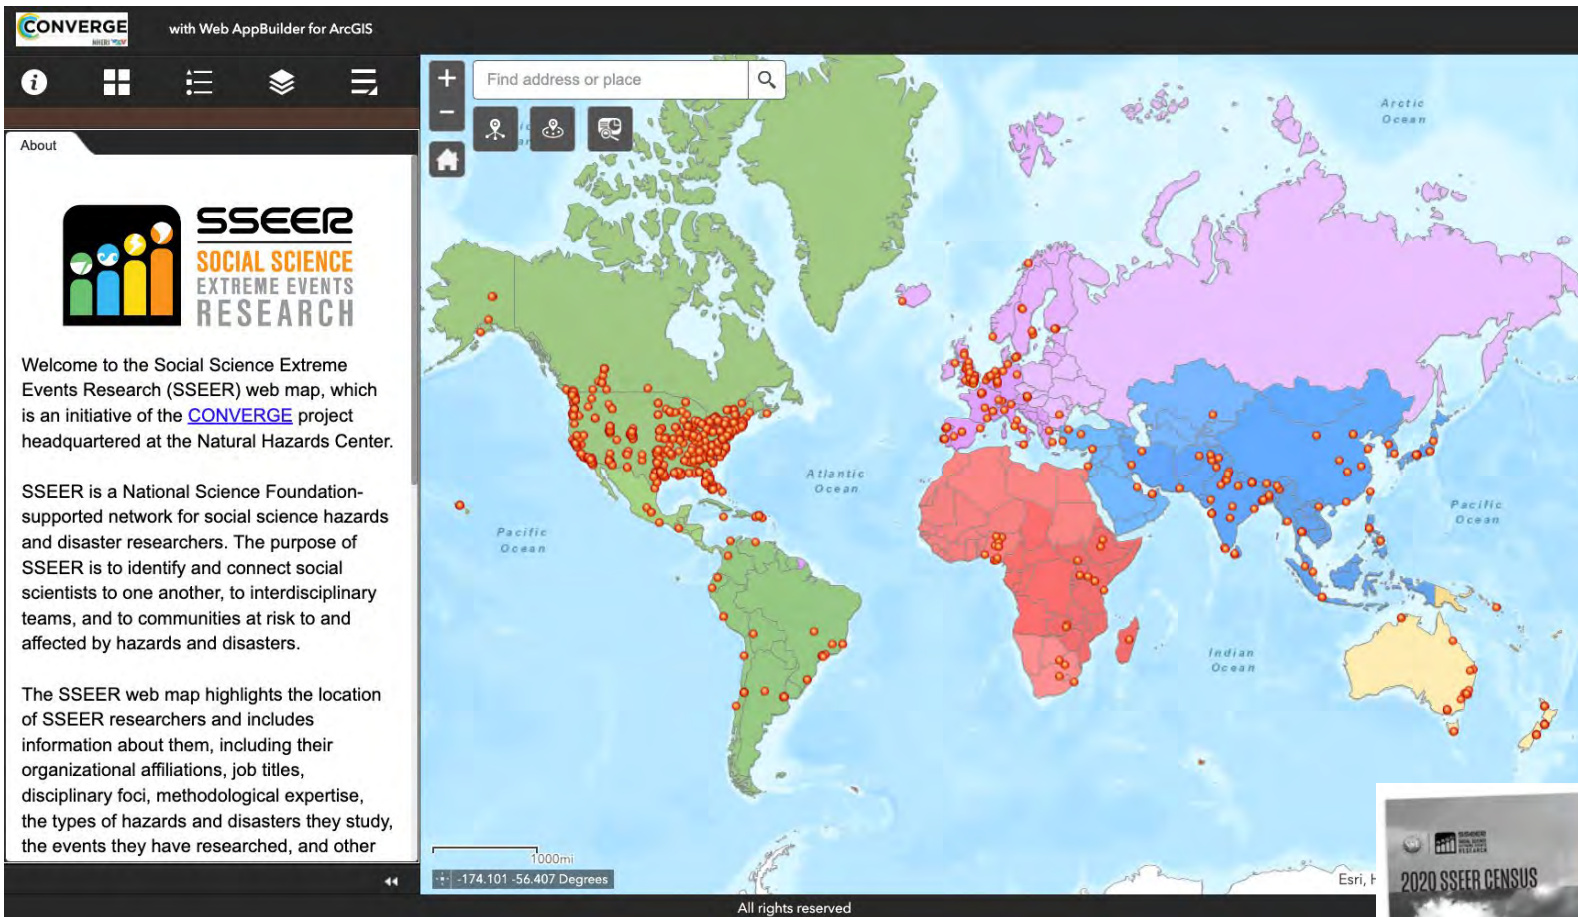 CONVERGE
with Web AppBuilder for ArcGIS
Find address or place
About
SSEER
SOCIAL SCIENCE
EXTREME EVENTS
RESEARCH
Welcome to the Social Science Extreme
Events Research (SSEER) web map, which
is an initiative of the CONVERGE project
headquartered at the Natural Hazards Center.
SSEER is a National Science Foundation-
supported network for social science hazards
and disaster researchers. The purpose of
SSEER is to identify and connect social
scientists to one another, to interdisciplinary
teams, and to communities at risk to and
affected by hazards and disasters.
The SSEER web map highlights the location
of SSEER researchers and includes
information about them, including their
organizational affiliations, job titles,
disciplinary foci, methodological expertise,
the types of hazards and disasters they study,
the events they have researched, and other
Arctic
Ocean
Atlantic
Ocean
Pacific
Ocean
Pacific
Ocean
Indian
Ocean
1000mi
-174.101 -56.407 Degrees
Esri,
SSEER
SOCIAL SCIENCE
EXTREME EVENTS
RESEARCH
2020 SSEER CENSUS
All rights reserved